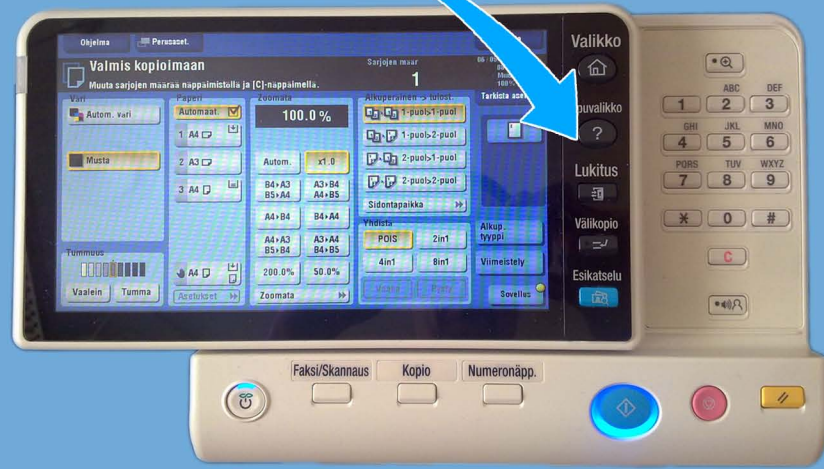 Ohjelma
Perusaset.
Valmis kopioimaan
Muuta sarjojen määrää näppäimistöllä ja [C]-näppäimellä.
Sarjojen määr
1
100%
Väri
Autom. väri
Musta
Tummuus
Vaalein
Tumma
Paperi
Automaat.
1 A4
2 A3
3 A4
A4
Asetukset
Zoomata
100.0 %
Autom.
x1.0
B4▸A3
B5▸A4
A3▸B4
A4▸B5
A4▸B4
B4▸A4
A4▸A3
B5▸B4
A3▸A4
B4▸B5
200.0%
50.0%
Zoomata
Alkuperäinen > tulost.
1-puol>1-puol
1-puol>2-puol
2-puol>1-puol
2-puol>2-puol
Sidontapaikka
Yhdistä
POIS
2in1
4in1
8in1
Tarkista
Alkup.
tyyppi
Viimeistely
Sovellus
Valikko
?
Lukitus
Välikopio
Esikatselu
ABC
DEF
1
2
3
GHI
JKL
MNO
4
5
6
PQRS
TUV
WXYZ
7
8
9
0
#
C
Faksi/Skannaus
Kopio
Numeronäpp.